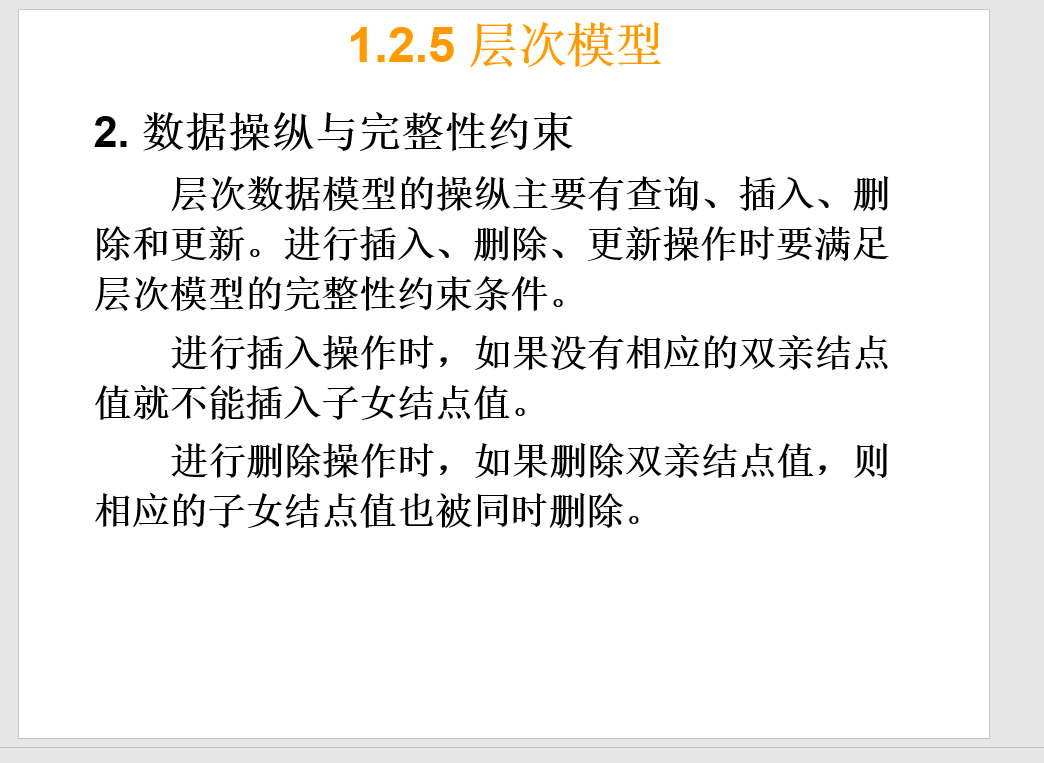 1.2.5 层次模型
2. 数据操纵与完整性约束
层次数据模型的操纵主要有查询、插入、删
除和更新。进行插入、删除、更新操作时要满足
层次模型的完整性约束条件。
进行插入操作时，如果没有相应的双亲结点
值就不能插入子女结点值。
进行删除操作时，如果删除双亲结点值，则
相应的子女结点值也被同时删除。